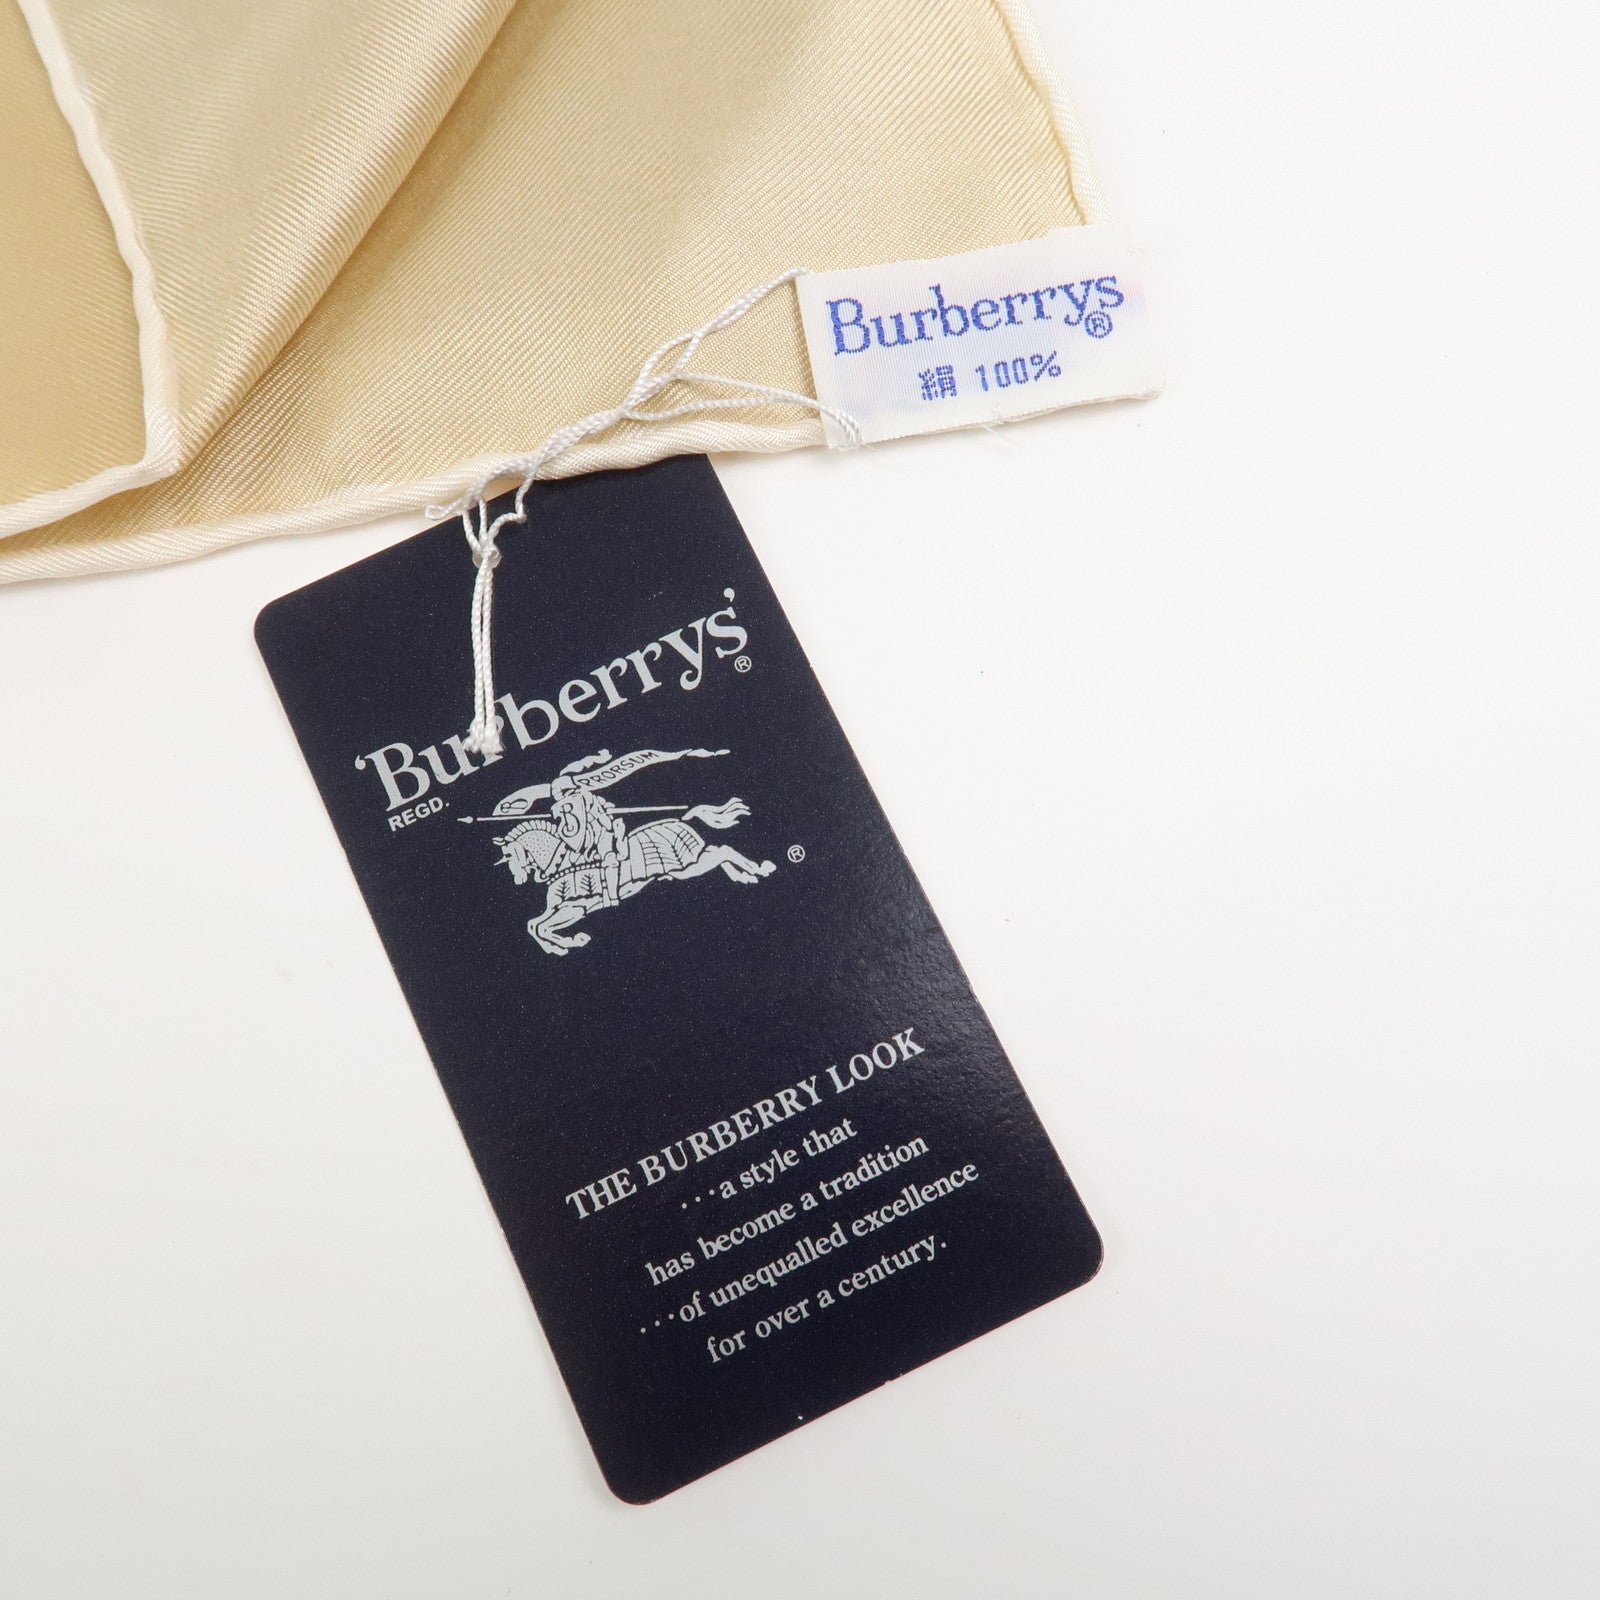 Burberrys®
絹 100%
'Burberrys'®
REGD.
PRORSUM
B
®
THE BURBERRY LOOK
...a style that
has become a tradition
...of unequalled excellence
for over a century.